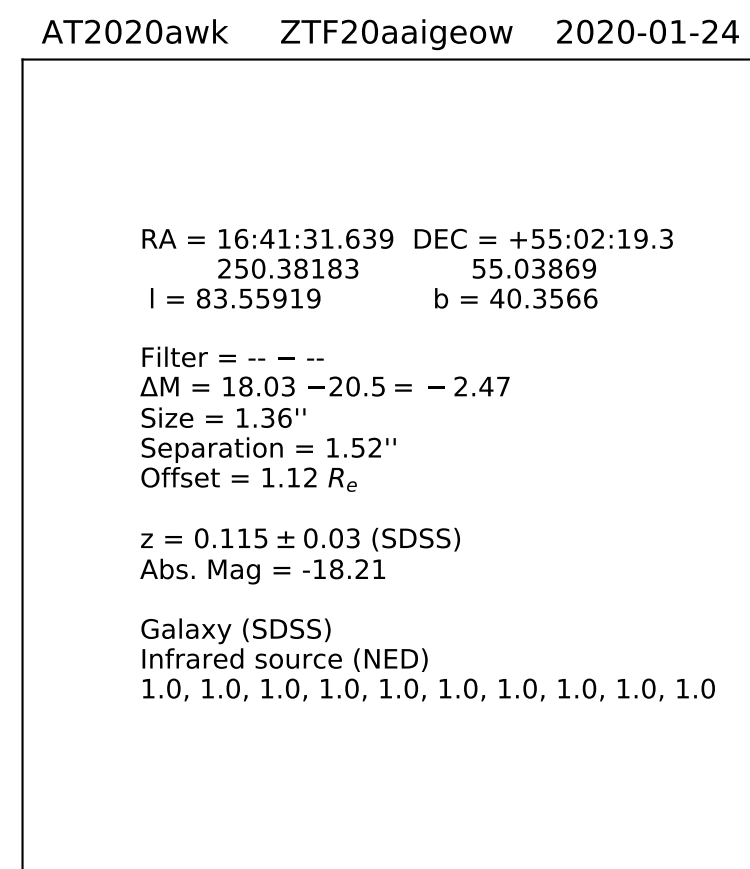 AT2020awk ZTF20aaigeow 2020-01-24
RA = 16:41:31.639 DEC = +55:02:19.3
250.38183 55.03869
l = 83.55919 b = 40.3566
Filter = -- − --
ΔM = 18.03 −20.5 = −2.47
Size = 1.36''
Separation = 1.52''
Offset = 1.12 Rₑ
z = 0.115 ± 0.03 (SDSS)
Abs. Mag = -18.21
Galaxy (SDSS)
Infrared source (NED)
1.0, 1.0, 1.0, 1.0, 1.0, 1.0, 1.0, 1.0, 1.0, 1.0